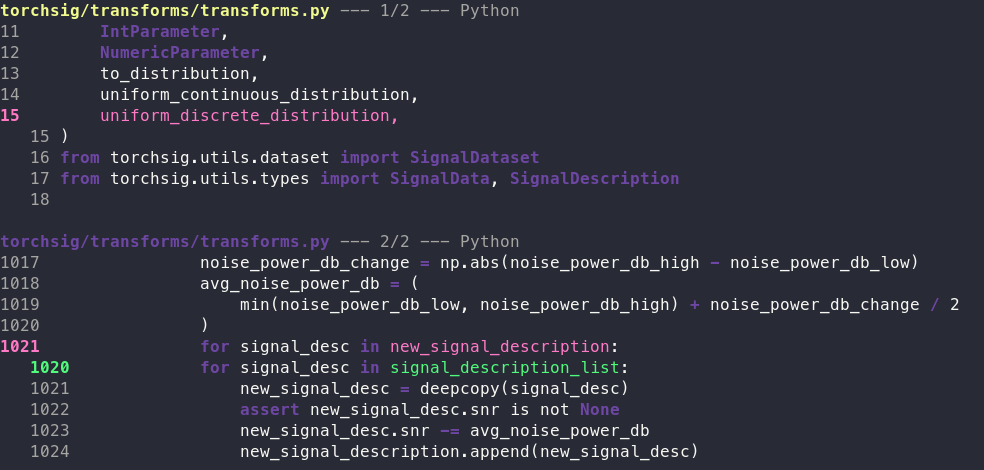 torchsig/transforms/transforms.py --- 1/2 --- Python
11        IntParameter,
12        NumericParameter,
13        to_distribution,
14        uniform_continuous_distribution,
15        uniform_discrete_distribution,
   15 )
   16 from torchsig.utils.dataset import SignalDataset
   17 from torchsig.utils.types import SignalData, SignalDescription
   18
torchsig/transforms/transforms.py --- 2/2 --- Python
1017                noise_power_db_change = np.abs(noise_power_db_high - noise_power_db_low)
1018                avg_noise_power_db = (
1019                    min(noise_power_db_low, noise_power_db_high) + noise_power_db_change / 2
1020                )
1021                for signal_desc in new_signal_description:
   1020             for signal_desc in signal_description_list:
   1021                 new_signal_desc = deepcopy(signal_desc)
   1022                 assert new_signal_desc.snr is not None
   1023                 new_signal_desc.snr -= avg_noise_power_db
   1024                 new_signal_description.append(new_signal_desc)